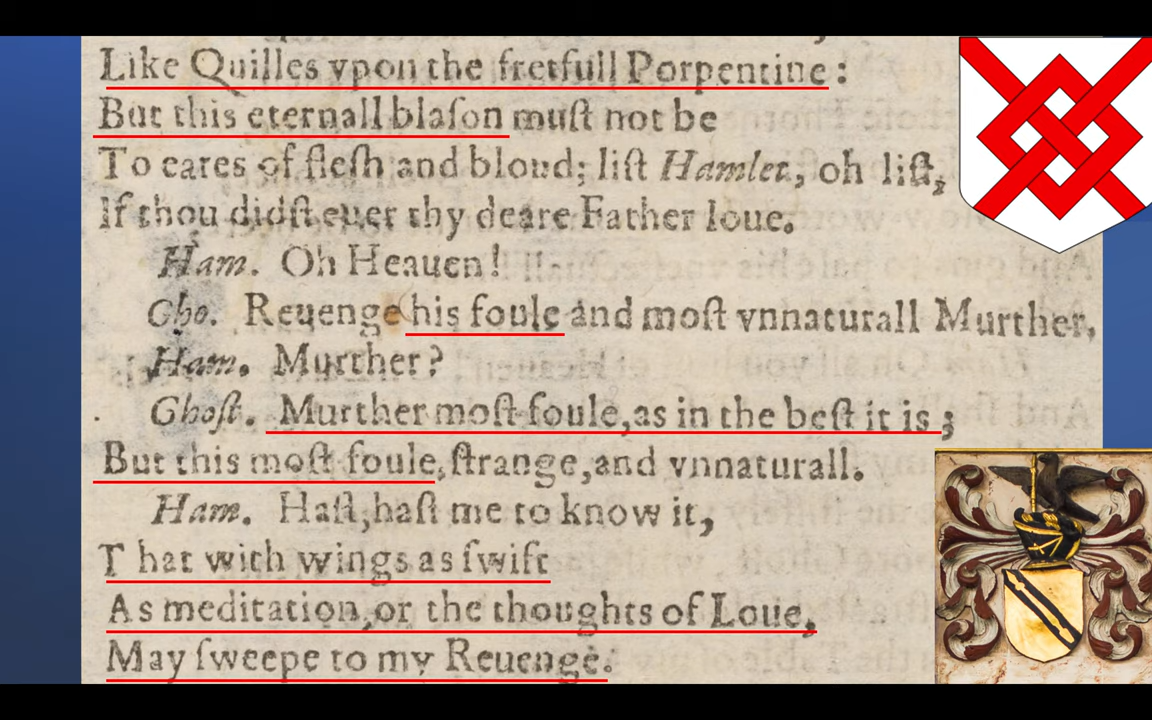 Like Quilles vpon the fretfull Porpentine:
But this eternall blaſon muſt not be
To eares of fleſh and bloud; liſt Hamlet, oh liſt,
If thou didſt euer thy deare Father loue.
Ham. Oh Heauen!
Gho. Reuenge his foule and moſt vnnaturall Murther,
Ham. Murther?
Ghoſt. Murther moſt foule, as in the beſt it is;
But this moſt foule, ſtrange, and vnnaturall.
Ham. Haſt, haſt me to know it,
T hat with wings as ſwift
As meditation, or the thoughts of Loue,
May ſweepe to my Reuenge.